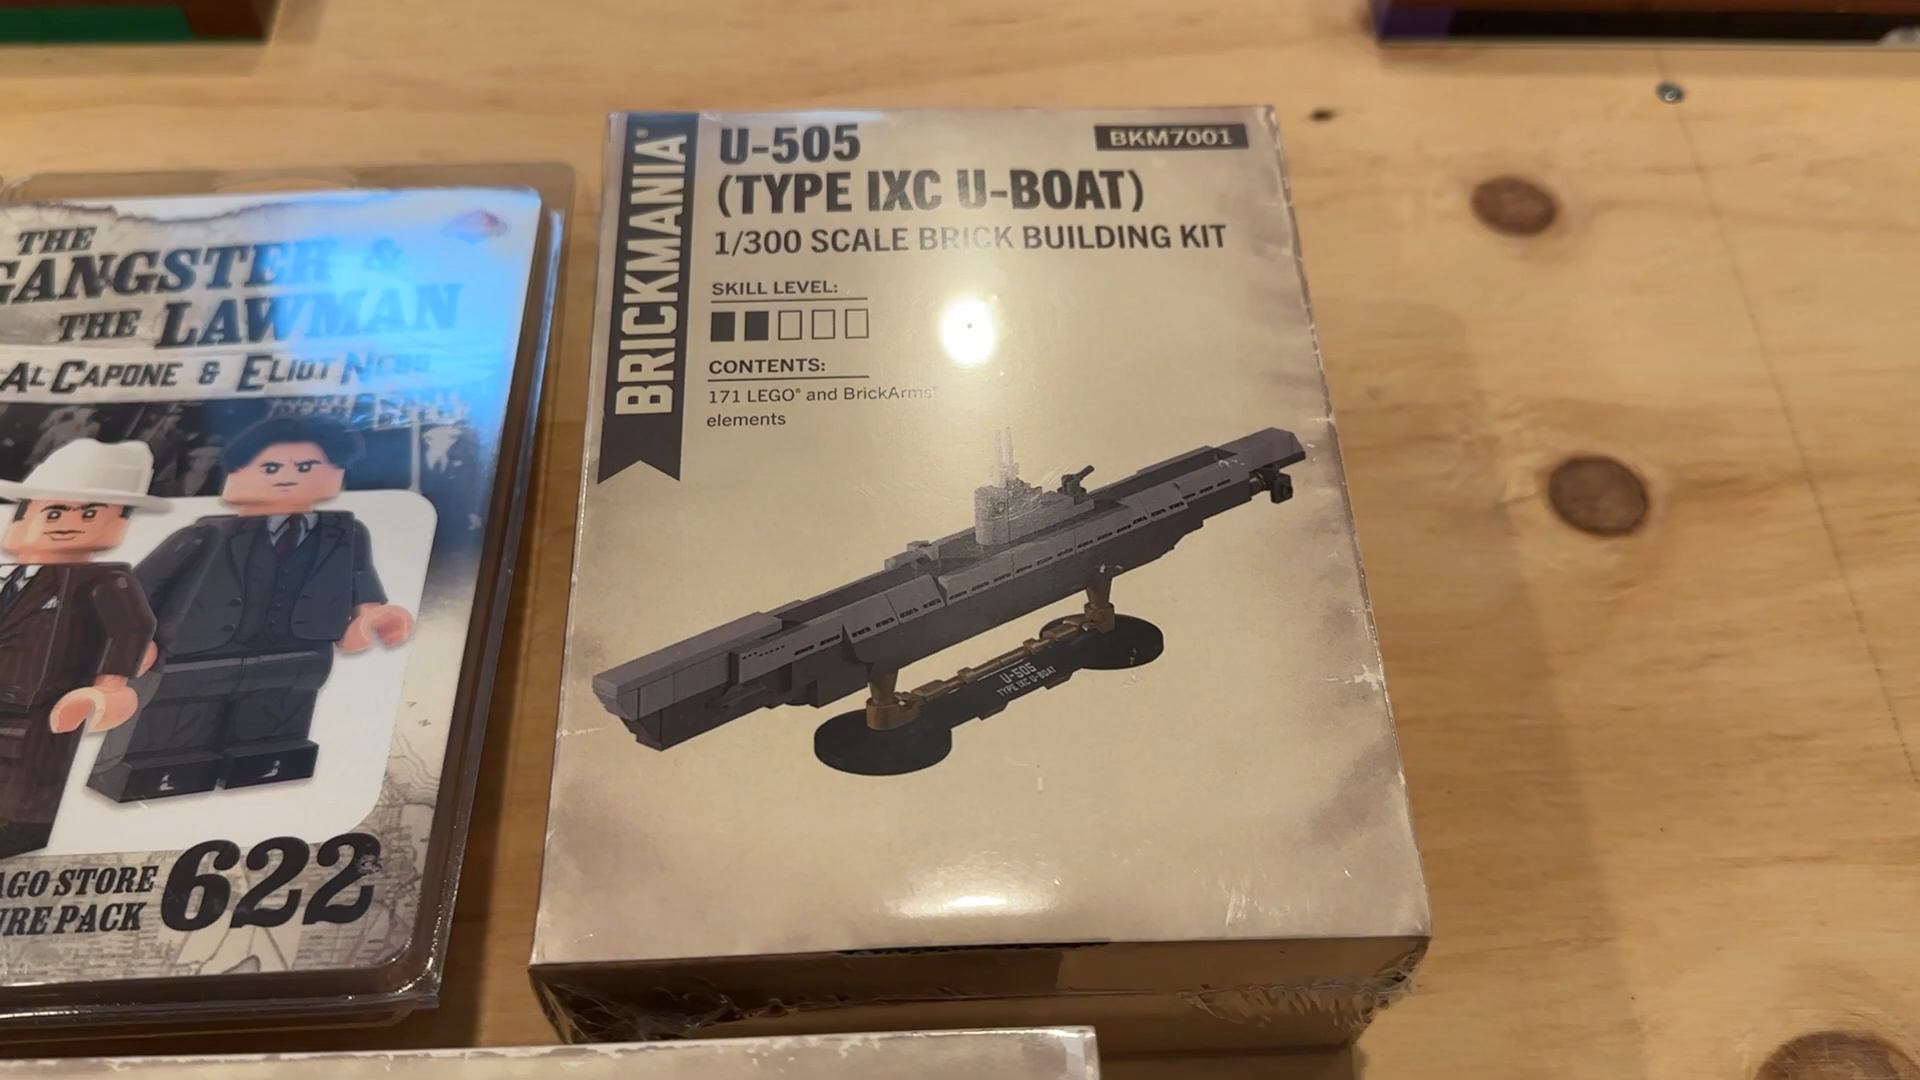 THE
GANGSTER &
THE LAWMAN
AL CAPONE & ELIOT NESS
AGO STORE
URE PACK
622
BRICKMANIA®
U-505
(TYPE IXC U-BOAT)
BKM7001
1/300 SCALE BRICK BUILDING KIT
SKILL LEVEL:
CONTENTS:
171 LEGO® and BrickArms®
elements
U-505
TYPE IXC U-BOAT